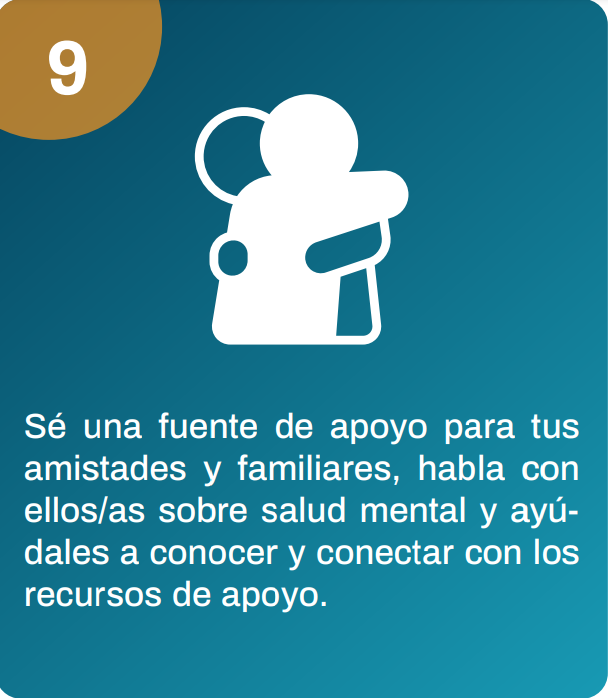 9
Sé una fuente de apoyo para tus
amistades y familiares, habla con
ellos/as sobre salud mental y ayú-
dales a conocer y conectar con los
recursos de apoyo.